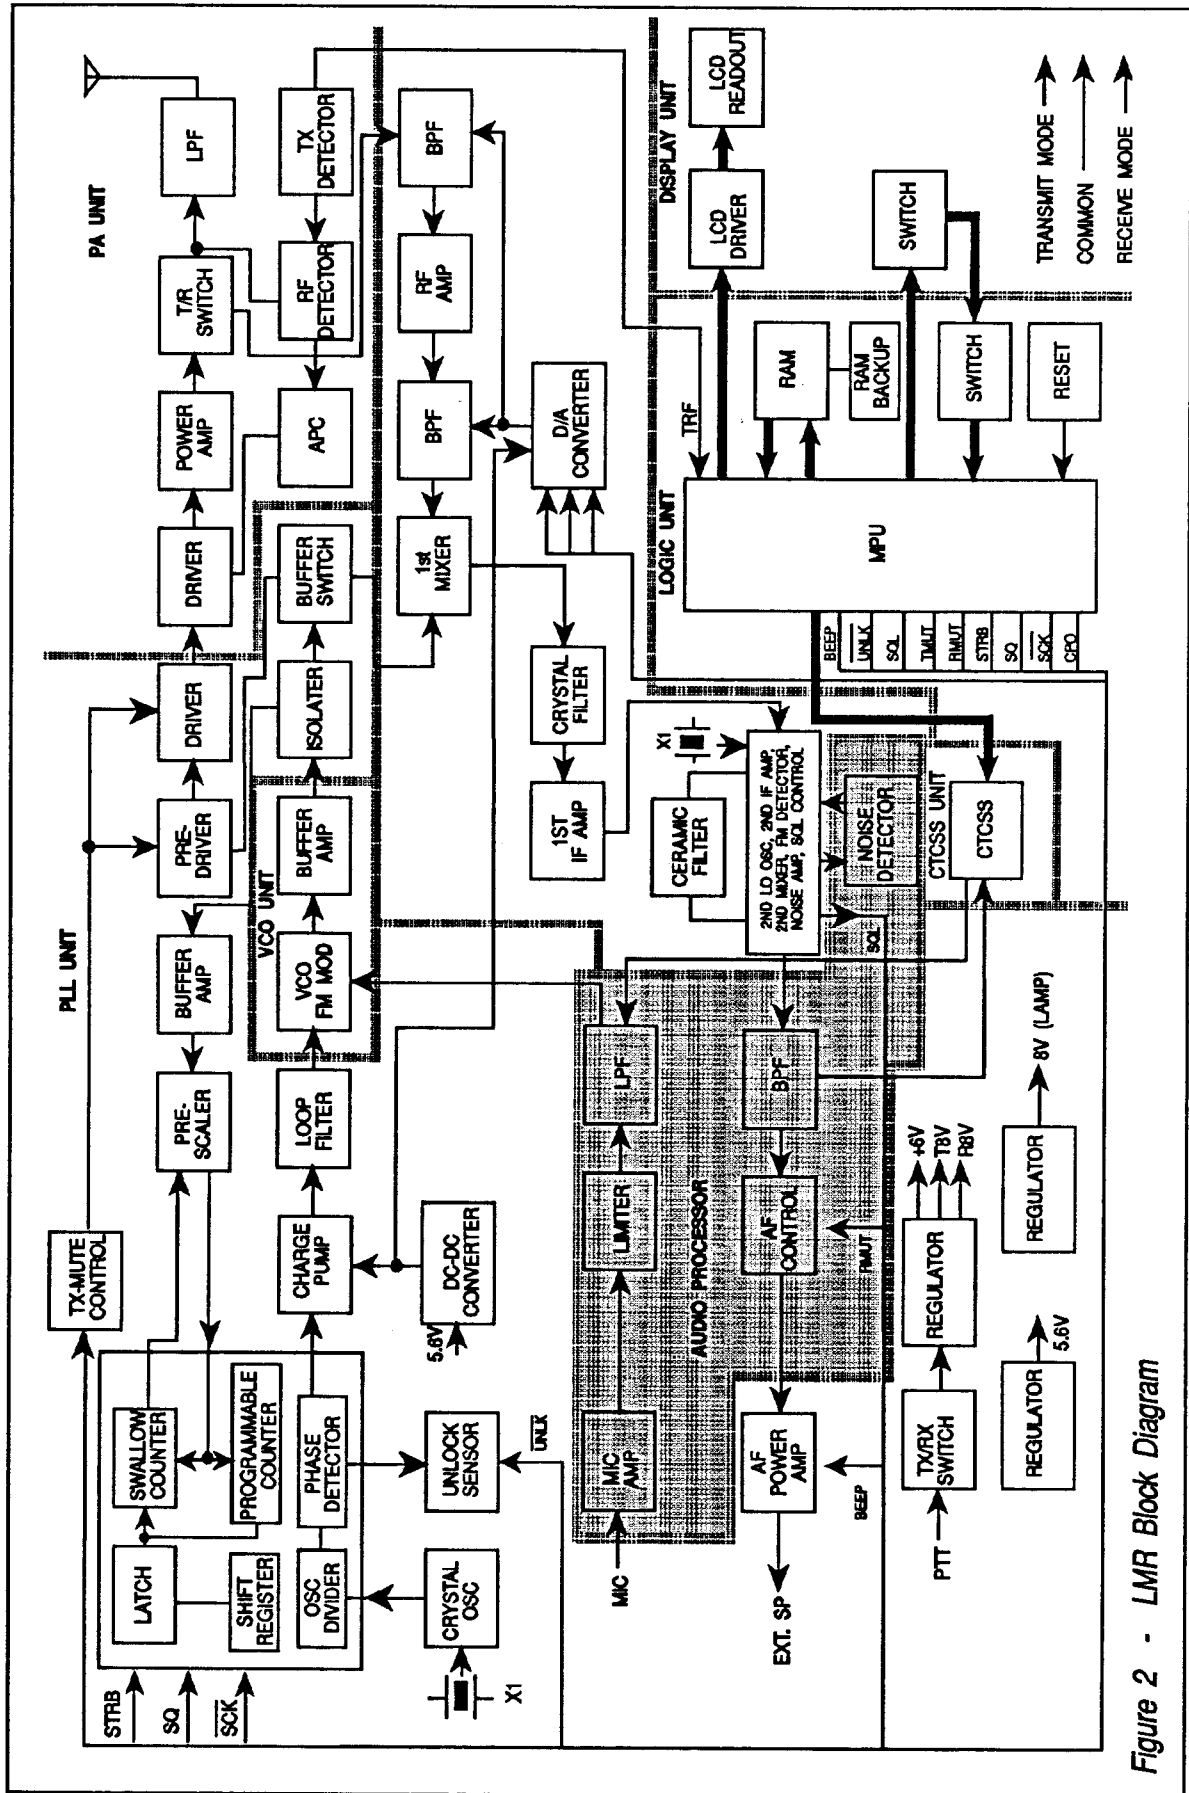 PLL UNIT
PA UNIT
TX-MUTE
CONTROL
STRB
SQ
SCK
LATCH
SHIFT
REGISTER
SWALLOW
COUNTER
PROGRAMMABLE
COUNTER
OSC
DIVIDER
PHASE
DETECTOR
PRE-
SCALER
BUFFER
AMP
PRE-
DRIVER
DRIVER
DRIVER
POWER
AMP
T/R
SWITCH
LPF
CHARGE
PUMP
LOOP
FILTER
VCO UNIT
VCO
FM MOD
BUFFER
AMP
ISOLATER
BUFFER
SWITCH
APC
RF
DETECTOR
TX
DETECTOR
X1
CRYSTAL
OSC
UNLOCK
SENSOR
UNLK
5.6V
DC-DC
CONVERTER
1st
MIXER
BPF
RF
AMP
BPF
CRYSTAL
FILTER
1ST
IF AMP
D/A
CONVERTER
MIC
MIC
AMP
LIMITER
LPF
AUDIO PROCESSOR
CERAMIC
FILTER
X1
2ND LO OSC, 2ND IF AMP,
2ND MIXER, FM DETECTOR,
NOISE AMP, SQL CONTROL
EXT. SP
AF
POWER
AMP
AF
CONTROL
BPF
BEEP
RMUT
SQL
NOISE
DETECTOR
CTCSS UNIT
CTCSS
LOGIC UNIT
TRF
MPU
BEEP
UNLK
SQL
TMUT
RMUT
STRB
SQ
SCK
CPO
RAM
RAM
BACKUP
SWITCH
RESET
DISPLAY UNIT
LCD
DRIVER
LCD
READOUT
SWITCH
PTT
TX/RX
SWITCH
REGULATOR
+6V
T8V
R8V
REGULATOR
5.6V
REGULATOR
8V (LAMP)
TRANSMIT MODE
COMMON
RECEIVE MODE
Figure 2 - LMR Block Diagram